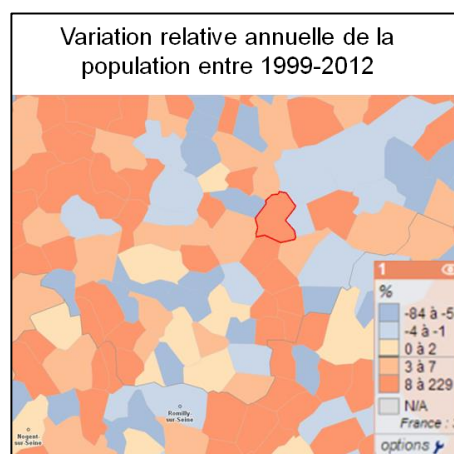 Variation relative annuelle de la
population entre 1999-2012
1
%
-84 à -5
-4 à -1
0 à 2
3 à 7
8 à 229
N/A
France :
options
Romilly
sur-Seine
Nogent
sur-Seine